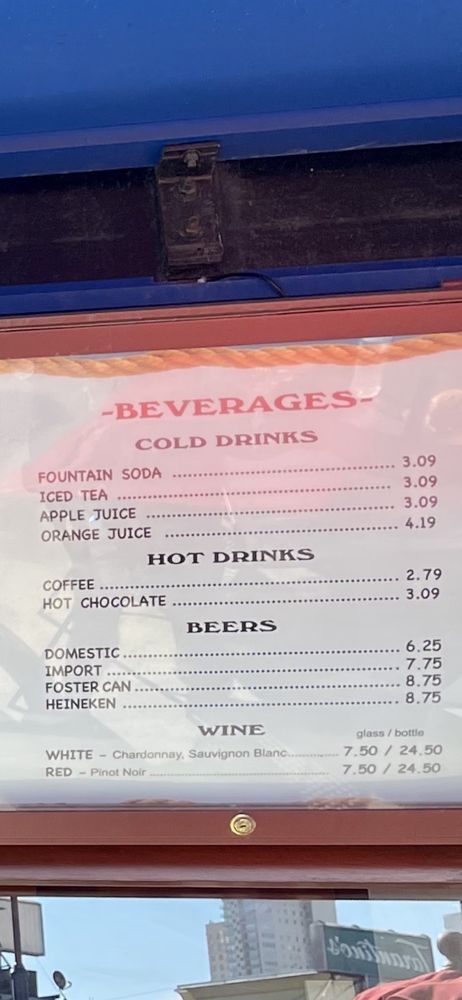 -BEVERAGES-
COLD DRINKS
FOUNTAIN SODA ........................................................ 3.09
ICED TEA .................................................................... 3.09
APPLE JUICE .............................................................. 3.09
ORANGE JUICE .......................................................... 4.19
HOT DRINKS
COFFEE ...................................................................... 2.79
HOT CHOCOLATE ....................................................... 3.09
BEERS
DOMESTIC .................................................................. 6.25
IMPORT ...................................................................... 7.75
FOSTER CAN .............................................................. 8.75
HEINEKEN .................................................................. 8.75
WINE glass / bottle
WHITE – Chardonnay, Sauvignon Blanc............... 7.50 / 24.50
RED – Pinot Noir .................................................. 7.50 / 24.50
Tarantino's